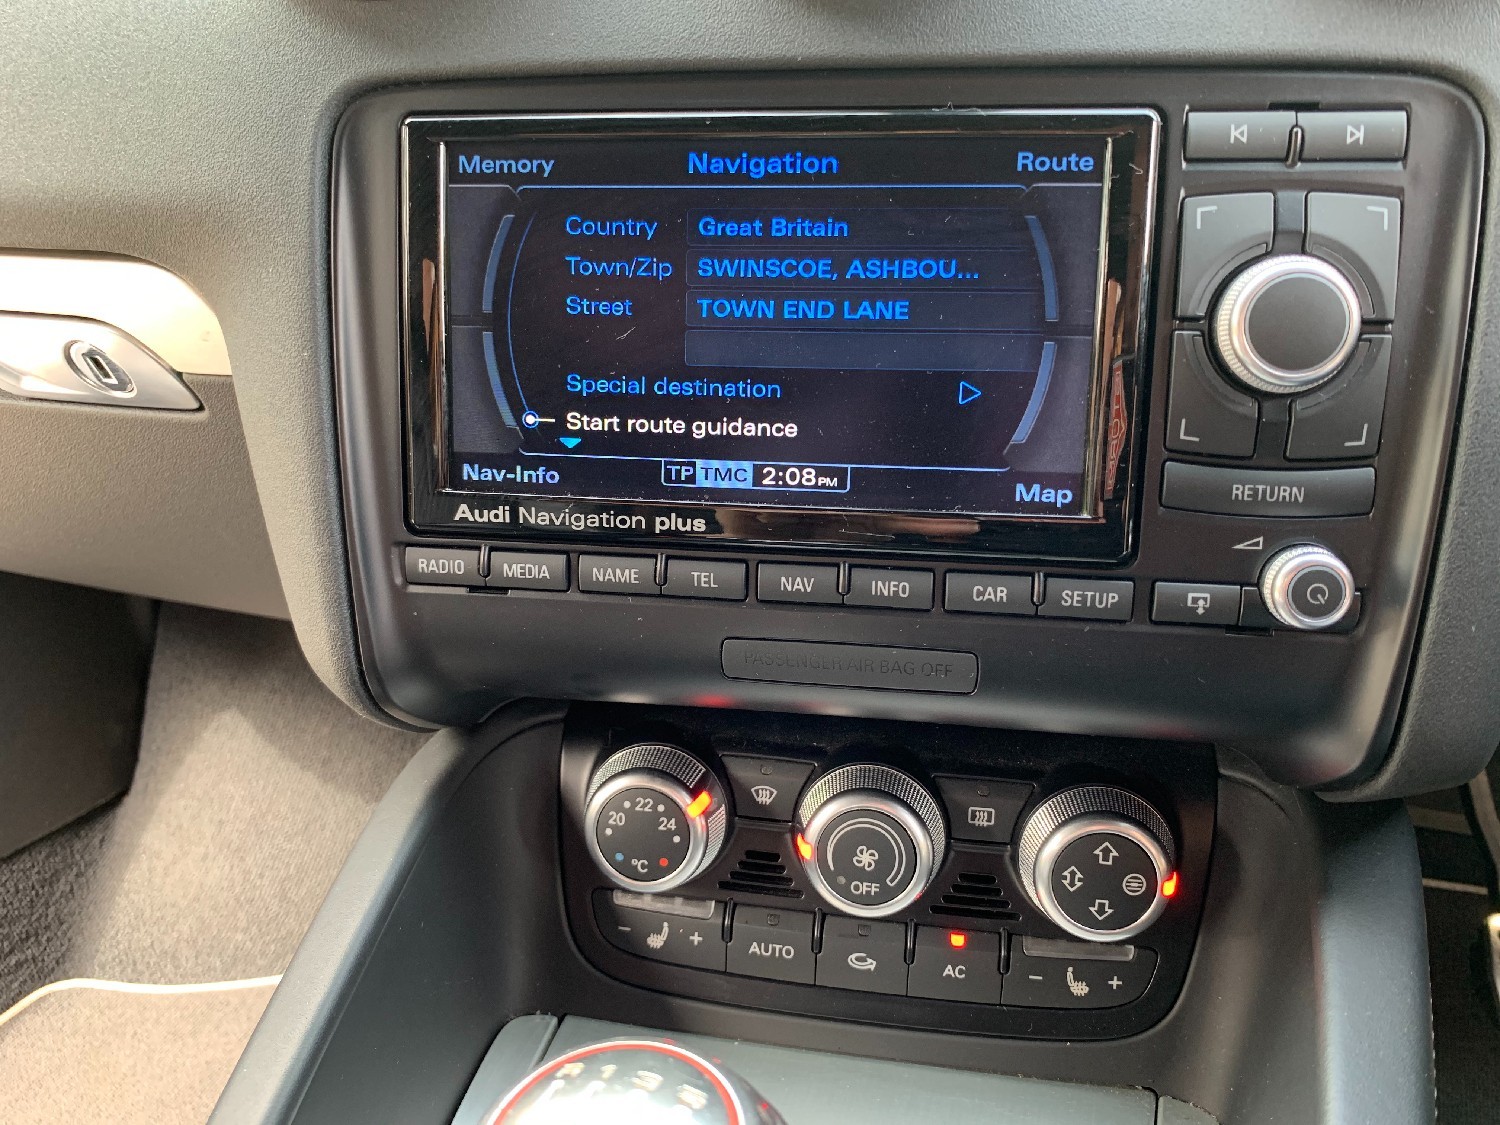 Memory Navigation Route
Country Great Britain
Town/Zip SWINSCOE, ASHBOU...
Street TOWN END LANE
Special destination
Start route guidance
Nav-Info TP TMC 2:08PM Map
Audi Navigation plus
RETURN
RADIO MEDIA NAME TEL NAV INFO CAR SETUP
PASSENGER AIR BAG OFF
20 22 24
°C
OFF
AUTO AC